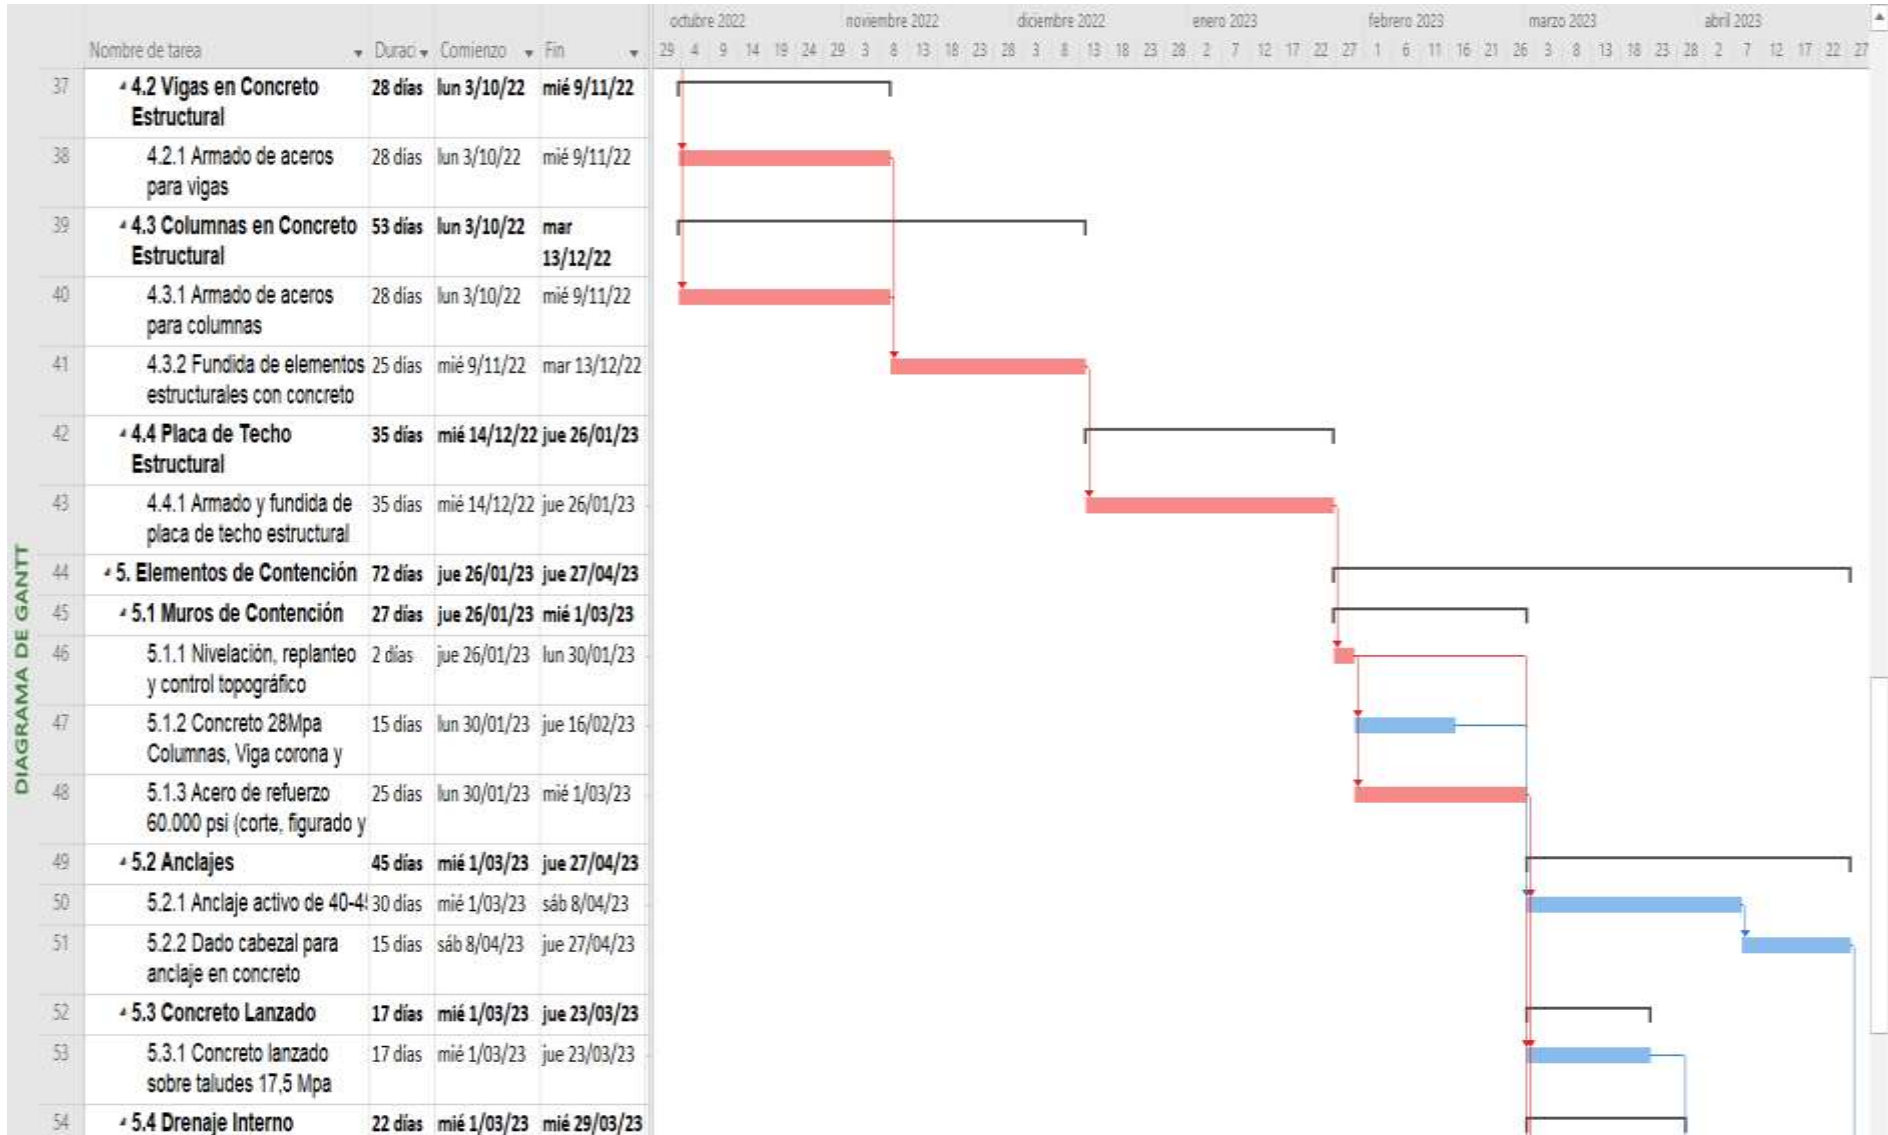 octubre 2022 noviembre 2022 diciembre 2022 enero 2023 febrero 2023 marzo 2023 abril 2023
Nombre de tarea Duraci Comienzo Fin 29 4 9 14 19 24 29 3 8 13 18 23 28 3 8 13 18 23 28 2 7 12 17 22 27 1 6 11 16 21 26 3 8 13 18 23 28 2 7 12 17 22 27
37 4.2 Vigas en Concreto 28 días lun 3/10/22 mié 9/11/22
Estructural
38 4.2.1 Armado de aceros 28 días lun 3/10/22 mié 9/11/22
para vigas
39 4.3 Columnas en Concreto 53 días lun 3/10/22 mar
Estructural 13/12/22
40 4.3.1 Armado de aceros 28 días lun 3/10/22 mié 9/11/22
para columnas
41 4.3.2 Fundida de elementos 25 días mié 9/11/22 mar 13/12/22
estructurales con concreto
42 4.4 Placa de Techo 35 días mié 14/12/22 jue 26/01/23
Estructural
43 4.4.1 Armado y fundida de 35 días mié 14/12/22 jue 26/01/23
placa de techo estructural
44 5. Elementos de Contención 72 días jue 26/01/23 jue 27/04/23
45 5.1 Muros de Contención 27 días jue 26/01/23 mié 1/03/23
46 5.1.1 Nivelación, replanteo 2 días jue 26/01/23 lun 30/01/23
y control topográfico
47 5.1.2 Concreto 28Mpa 15 días lun 30/01/23 jue 16/02/23
Columnas, Viga corona y
48 5.1.3 Acero de refuerzo 25 días lun 30/01/23 mié 1/03/23
60.000 psi (corte, figurado y
49 5.2 Anclajes 45 días mié 1/03/23 jue 27/04/23
50 5.2.1 Anclaje activo de 40-4 30 días mié 1/03/23 sáb 8/04/23
51 5.2.2 Dado cabezal para 15 días sáb 8/04/23 jue 27/04/23
anclaje en concreto
52 5.3 Concreto Lanzado 17 días mié 1/03/23 jue 23/03/23
53 5.3.1 Concreto lanzado 17 días mié 1/03/23 jue 23/03/23
sobre taludes 17,5 Mpa
54 5.4 Drenaje Interno 22 días mié 1/03/23 mié 29/03/23
DIAGRAMA DE GANTT